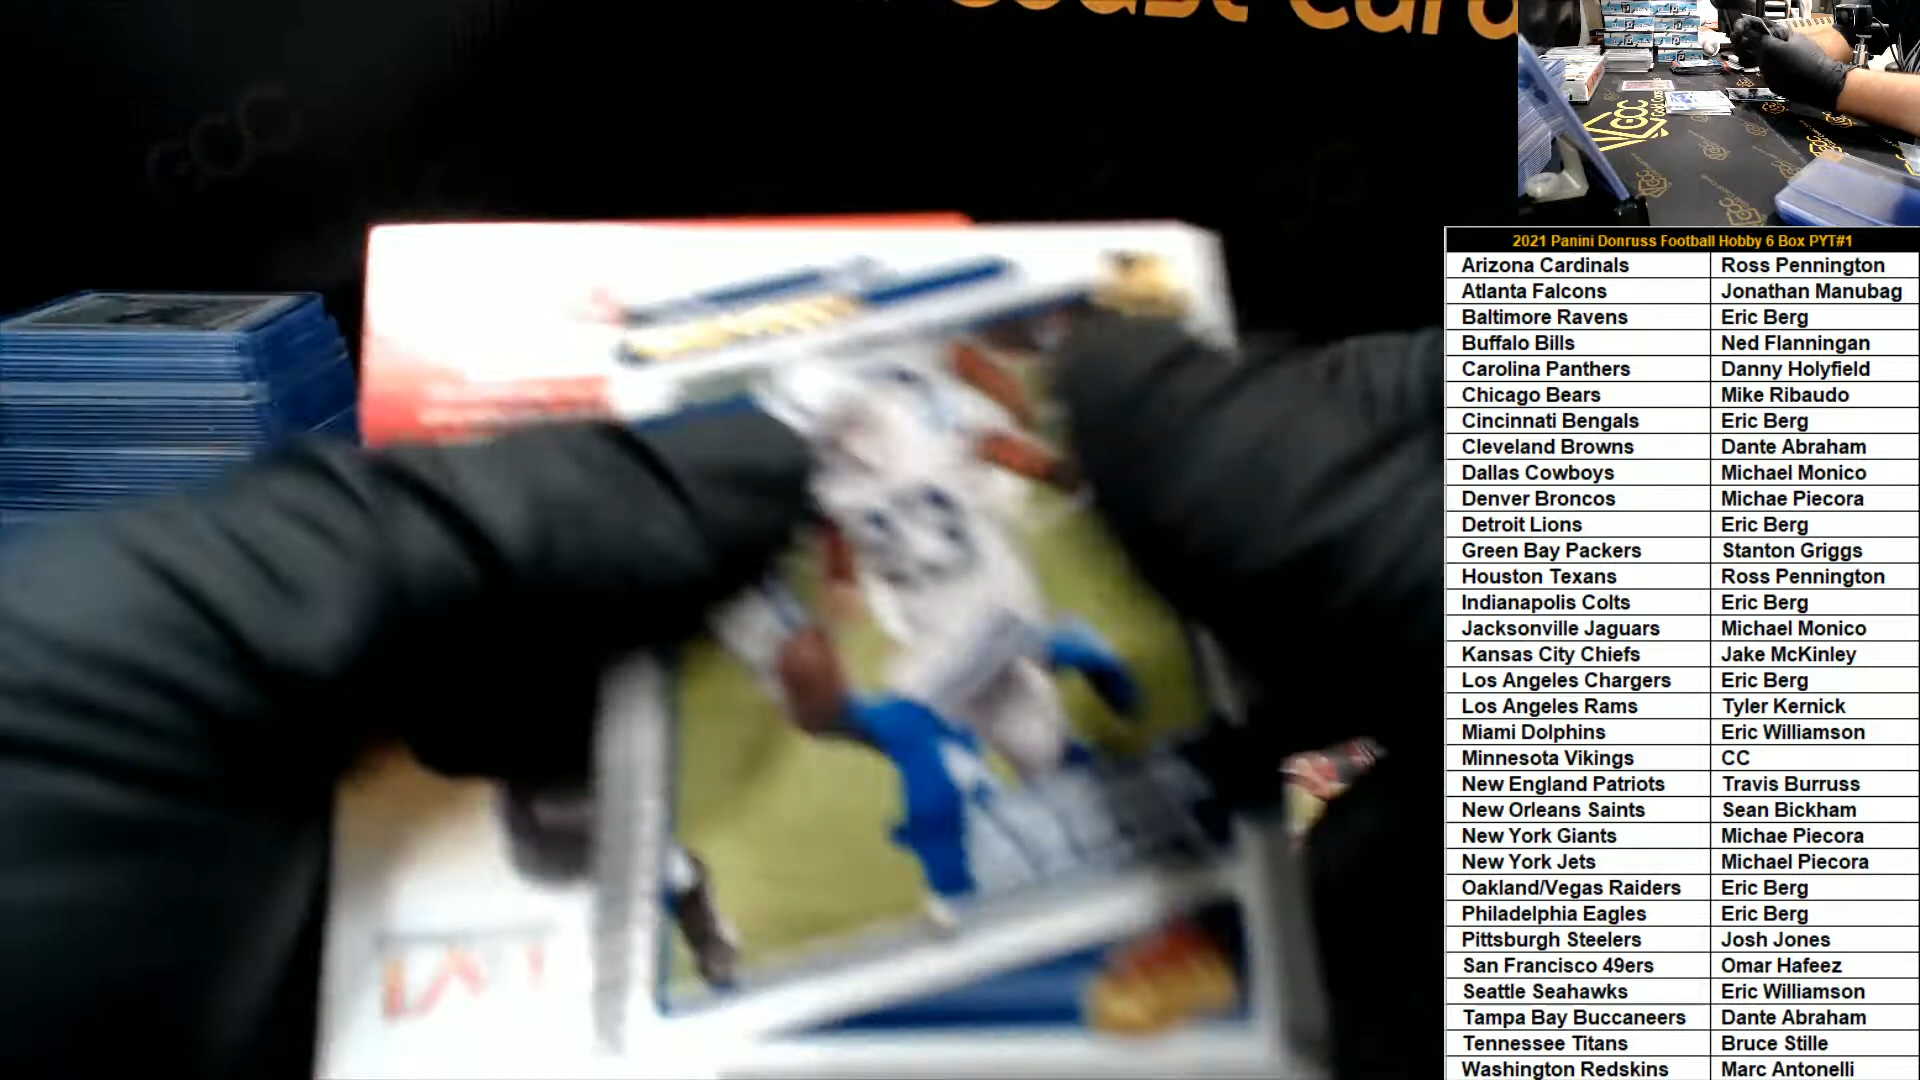 Coast Card
GCC
2021 Panini Donruss Football Hobby 6 Box PYT#1
Arizona Cardinals Ross Pennington
Atlanta Falcons Jonathan Manubag
Baltimore Ravens Eric Berg
Buffalo Bills Ned Flanningan
Carolina Panthers Danny Holyfield
Chicago Bears Mike Ribaudo
Cincinnati Bengals Eric Berg
Cleveland Browns Dante Abraham
Dallas Cowboys Michael Monico
Denver Broncos Michae Piecora
Detroit Lions Eric Berg
Green Bay Packers Stanton Griggs
Houston Texans Ross Pennington
Indianapolis Colts Eric Berg
Jacksonville Jaguars Michael Monico
Kansas City Chiefs Jake McKinley
Los Angeles Chargers Eric Berg
Los Angeles Rams Tyler Kernick
Miami Dolphins Eric Williamson
Minnesota Vikings CC
New England Patriots Travis Burruss
New Orleans Saints Sean Bickham
New York Giants Michae Piecora
New York Jets Michael Piecora
Oakland/Vegas Raiders Eric Berg
Philadelphia Eagles Eric Berg
Pittsburgh Steelers Josh Jones
San Francisco 49ers Omar Hafeez
Seattle Seahawks Eric Williamson
Tampa Bay Buccaneers Dante Abraham
Tennessee Titans Bruce Stille
Washington Redskins Marc Antonelli